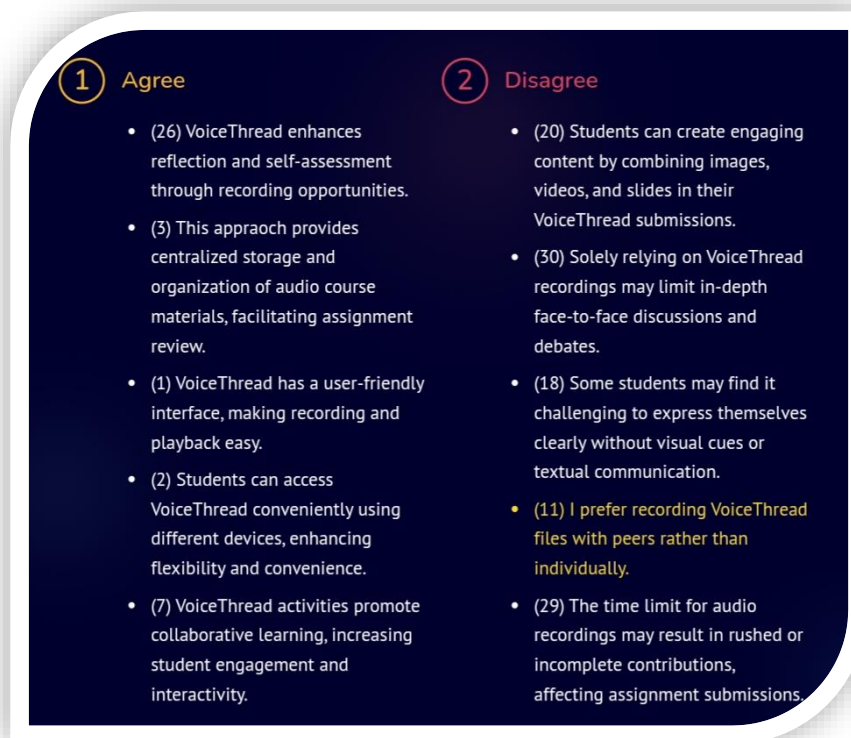 1 Agree
• (26) VoiceThread enhances
reflection and self-assessment
through recording opportunities.
• (3) This appraoch provides
centralized storage and
organization of audio course
materials, facilitating assignment
review.
• (1) VoiceThread has a user-friendly
interface, making recording and
playback easy.
• (2) Students can access
VoiceThread conveniently using
different devices, enhancing
flexibility and convenience.
• (7) VoiceThread activities promote
collaborative learning, increasing
student engagement and
interactivity.
2 Disagree
• (20) Students can create engaging
content by combining images,
videos, and slides in their
VoiceThread submissions.
• (30) Solely relying on VoiceThread
recordings may limit in-depth
face-to-face discussions and
debates.
• (18) Some students may find it
challenging to express themselves
clearly without visual cues or
textual communication.
• (11) I prefer recording VoiceThread
files with peers rather than
individually.
• (29) The time limit for audio
recordings may result in rushed or
incomplete contributions,
affecting assignment submissions.